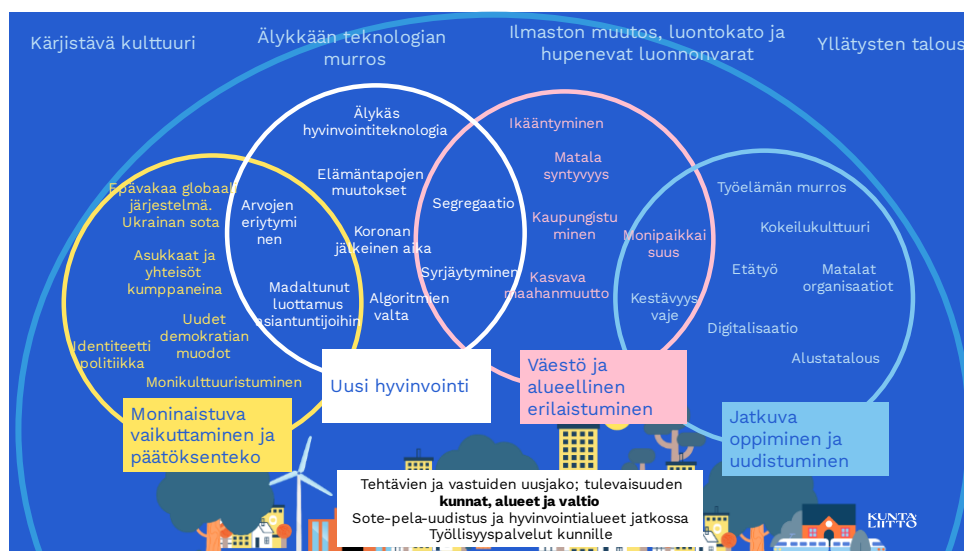 Kärjistävä kulttuuri
Älykkään teknologian
murros
Ilmaston muutos, luontokato ja
hupenevat luonnonvarat
Yllätysten talous
Epävakaa globaali
järjestelmä.
Ukrainan sota
Asukkaat ja
yhteisöt
kumppaneina
Uudet
demokratian
muodot
Identiteetti
politiikka
Monikulttuuristuminen
Moninaistuva
vaikuttaminen ja
päätöksenteko
Arvojen
eriytymi
nen
Madaltunut
luottamus
asiantuntijoihin
Älykäs
hyvinvointiteknologia
Elämäntapojen
muutokset
Koronan
jälkeinen aika
Algoritmien
valta
Uusi hyvinvointi
Segregaatio
Syrjäytyminen
Ikääntyminen
Matala
syntyvyys
Kaupungistu
minen
Kasvava
maahanmuutto
Väestö ja
alueellinen
erilaistuminen
Monipaikkai
suus
Kestävyys
vaje
Työelämän murros
Kokeilukulttuuri
Etätyö
Matalat
organisaatiot
Digitalisaatio
Alustatalous
Jatkuva
oppiminen ja
uudistuminen
Tehtävien ja vastuiden uusjako; tulevaisuuden
kunnat, alueet ja valtio
Sote-pela-uudistus ja hyvinvointialueet jatkossa
Työllisyyspalvelut kunnille
KUNTA
LIITTO